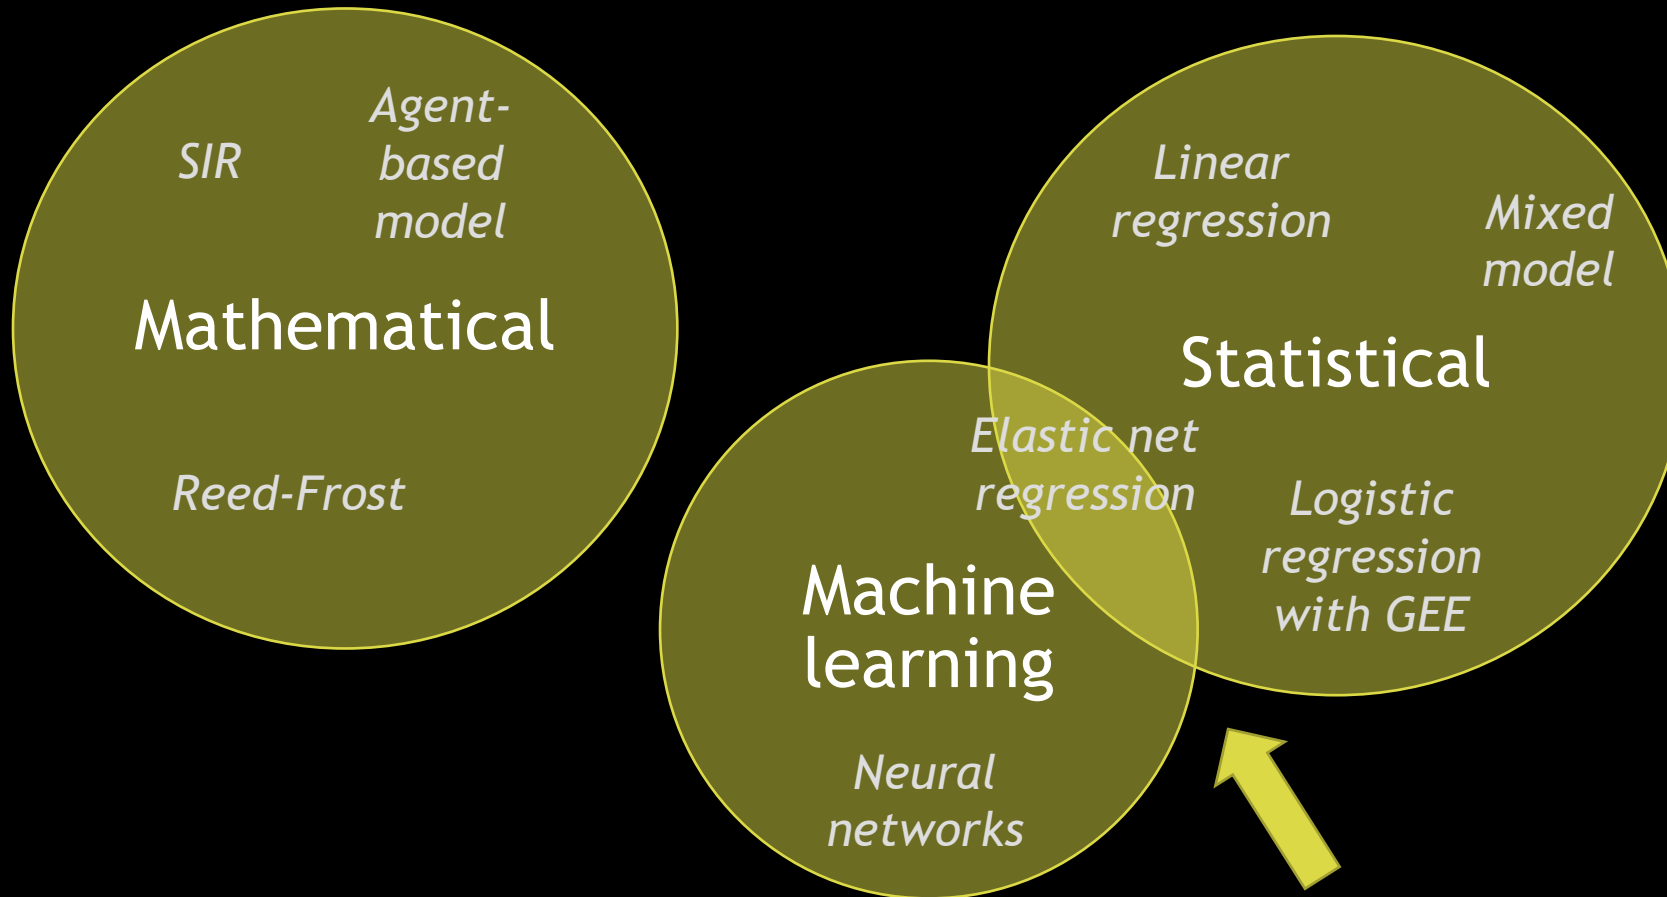 SIR
Agent-
based
model
Mathematical
Reed-Frost
Linear
regression
Mixed
model
Statistical
Elastic net
regression
Logistic
regression
with GEE
Machine
learning
Neural
networks